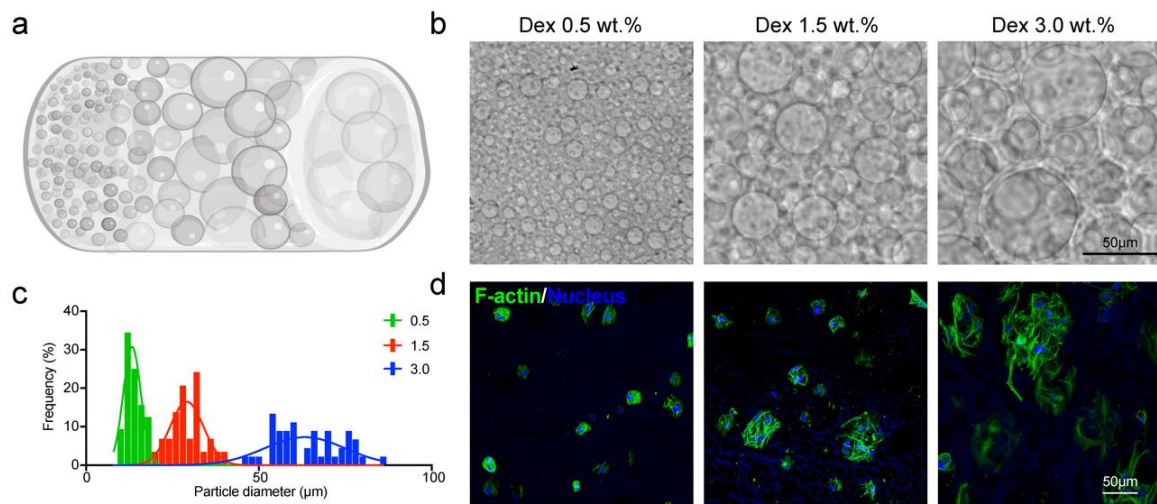 a
b
Dex 0.5 wt.%
Dex 1.5 wt.%
Dex 3.0 wt.%
50µm
c
40
30
20
10
0
Frequency (%)
50
100
Particle diameter (µm)
0.5
1.5
3.0
d
F-actin/Nucleus
50µm